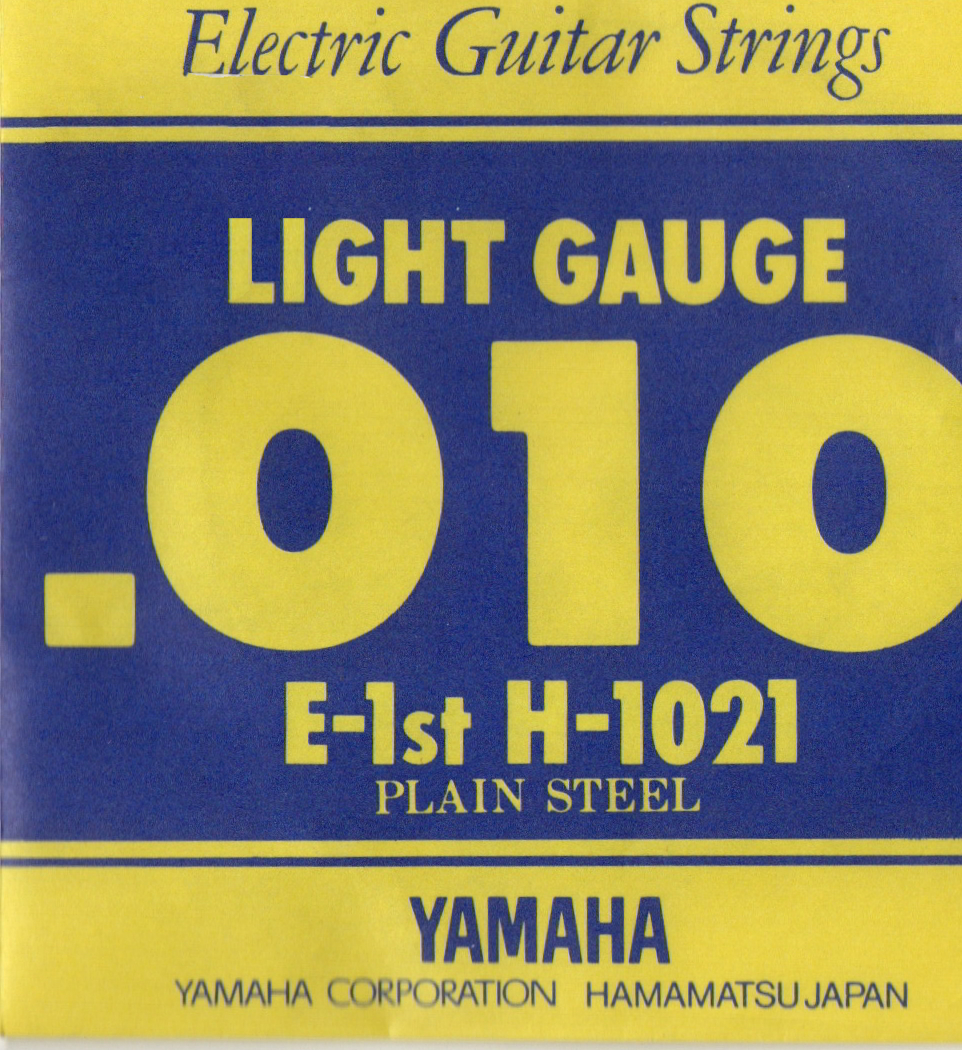 Electric Guitar Strings
LIGHT GAUGE
.010
E-1st H-1021
PLAIN STEEL
YAMAHA
YAMAHA CORPORATION HAMAMATSU JAPAN